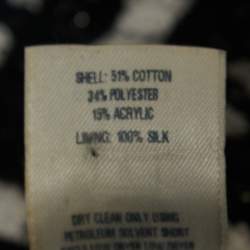 SHELL: 51% COTTON
34% POLYESTER
15% ACRYLIC
LINING: 100% SILK
DRY CLEAN ONLY USING
PETROLEUM SOLVENT SHORT